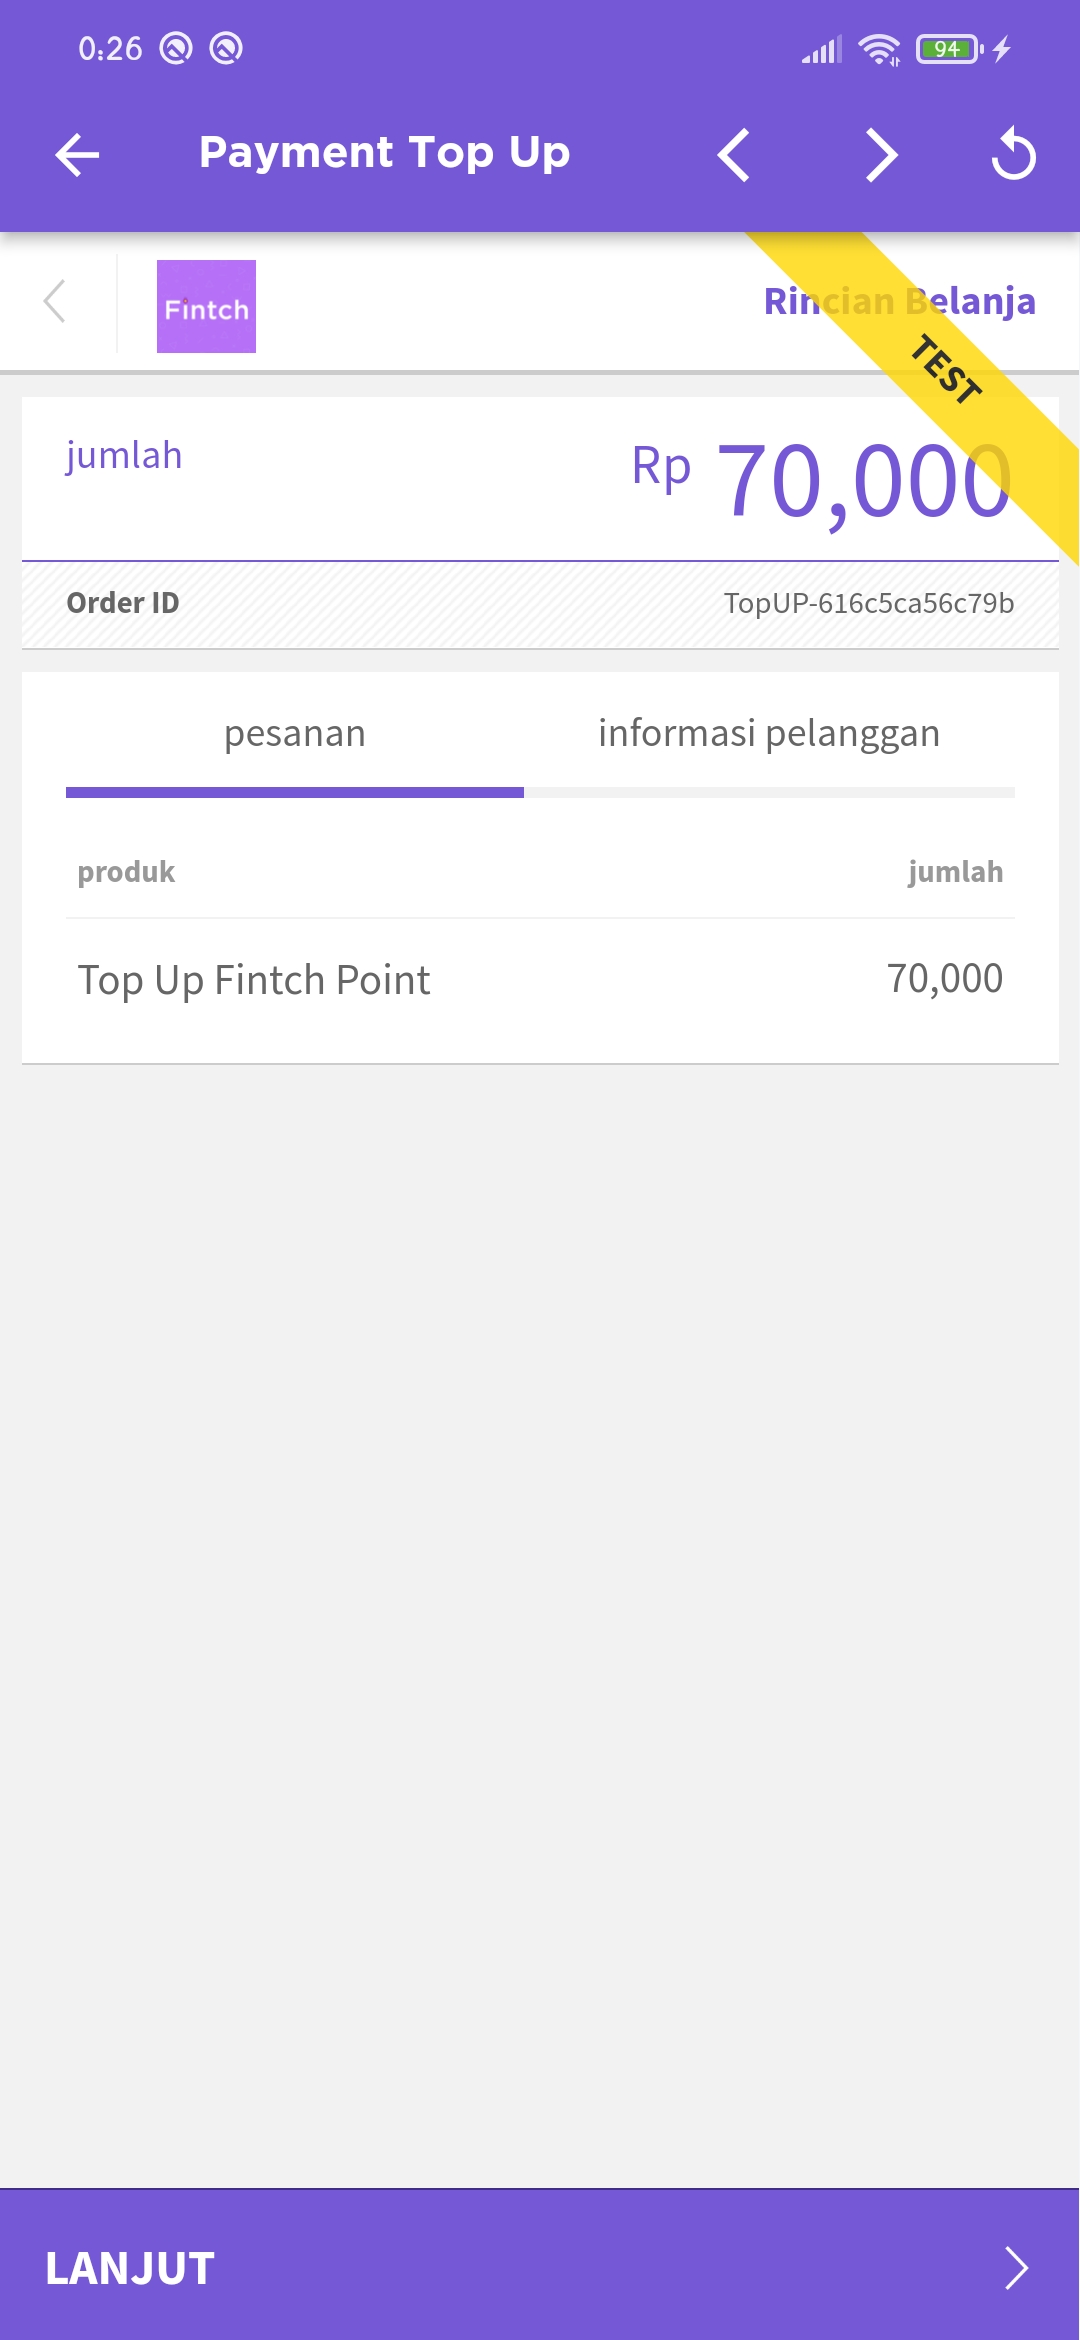 0:26
94
Payment Top Up
Fintch
Rincian Belanja
TEST
jumlah
Rp 70,000
Order ID
TopUP-616c5ca56c79b
pesanan
informasi pelanggan
produk
jumlah
Top Up Fintch Point
70,000
LANJUT